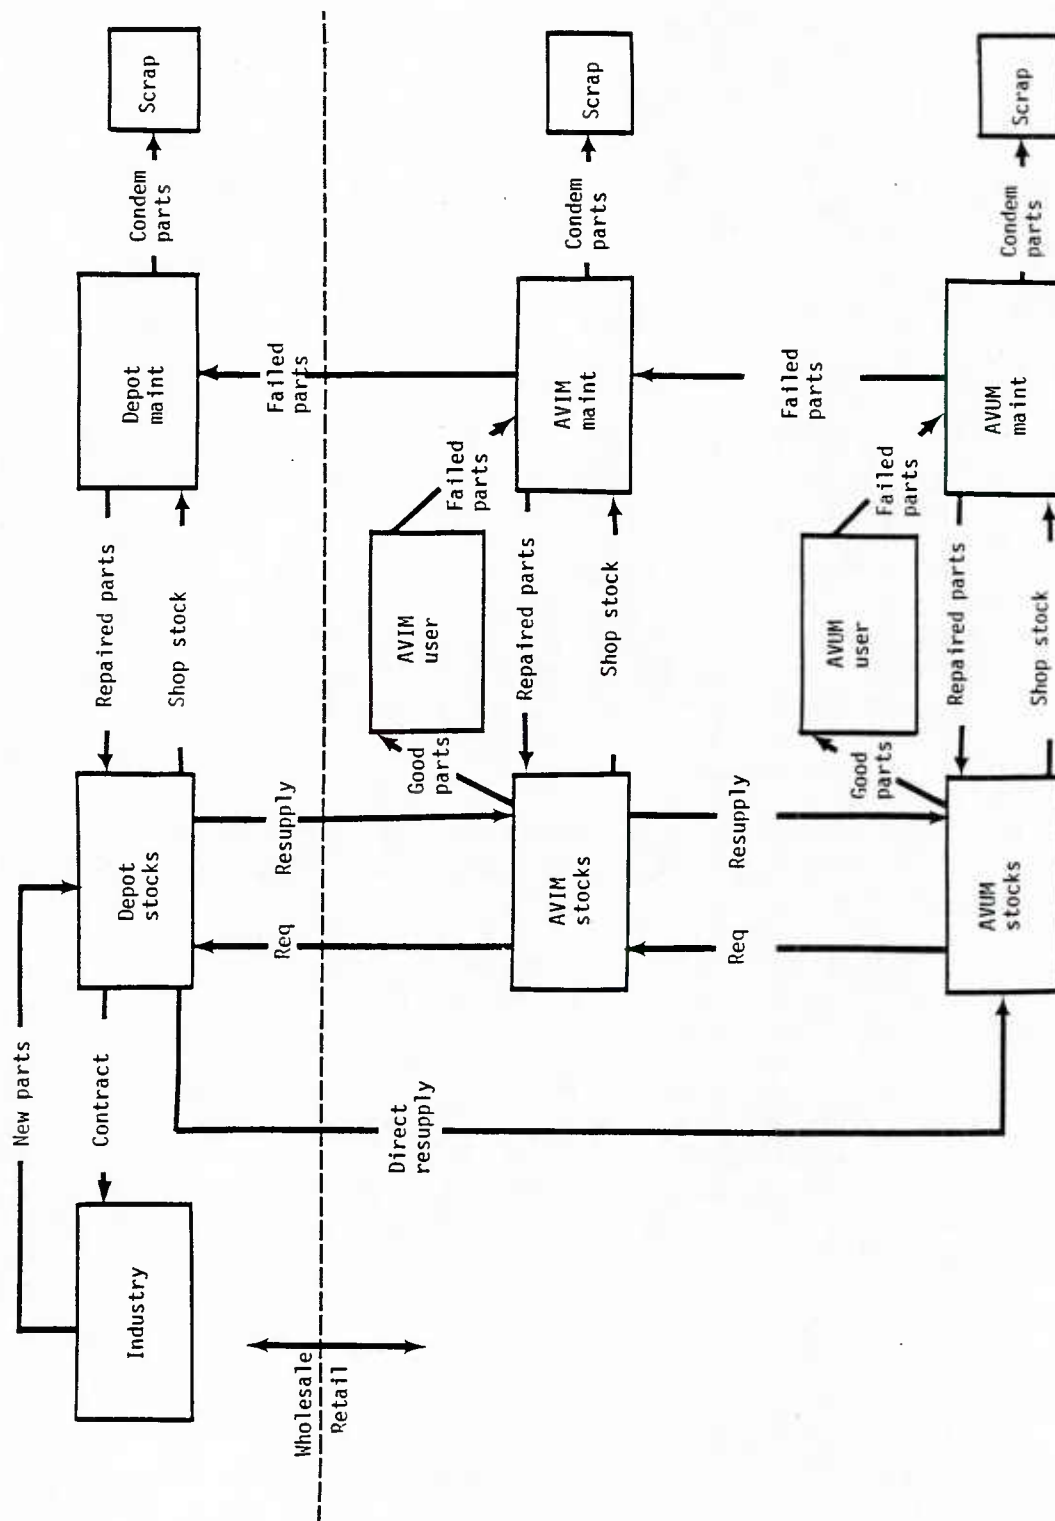 New parts
Industry
Contract
Depot
stocks
Repaired parts
Shop stock
Depot
maint
Condem
parts
Scrap
Wholesale
Retail
Direct
resupply
Req
Resupply
Failed
parts
AVIM
user
Good
parts
Failed
parts
AVIM
stocks
Repaired parts
Shop stock
AVIM
maint
Condem
parts
Scrap
Req
Resupply
Failed
parts
AVUM
user
Good
parts
Failed
parts
AVUM
stocks
Repaired parts
Shop stock
AVUM
maint
Condem
parts
Scrap